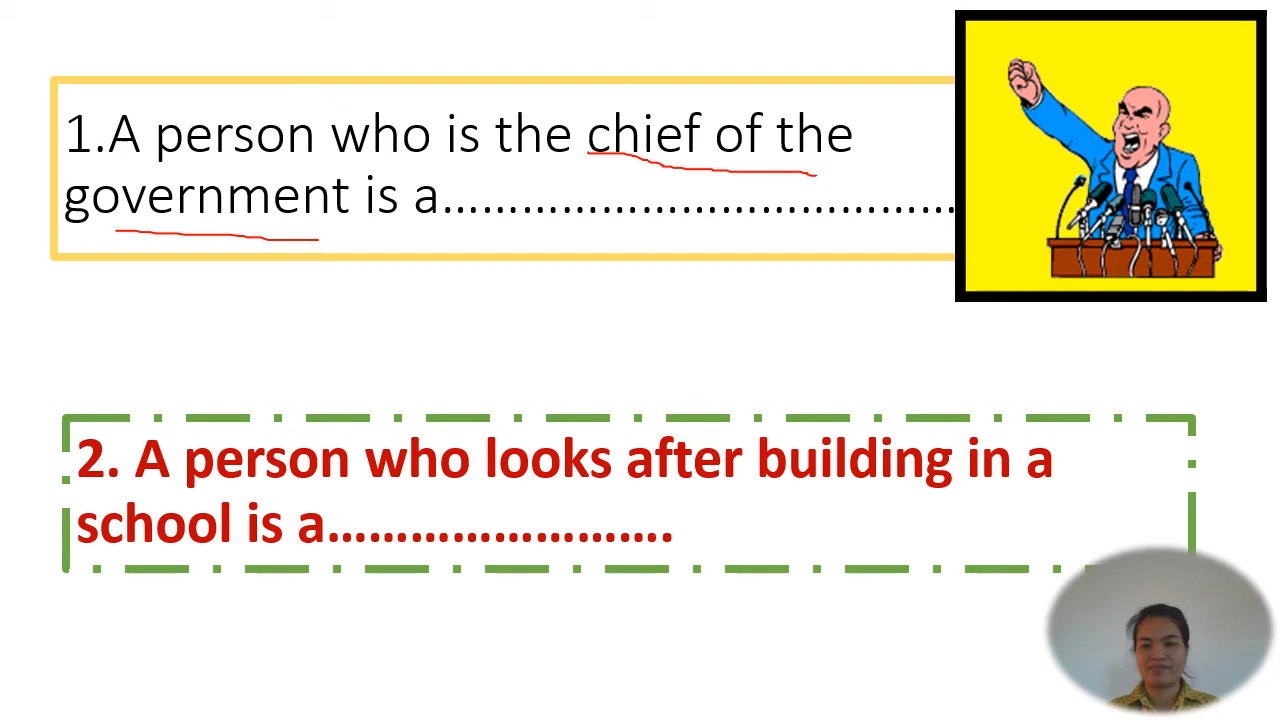 1.A person who is the chief of the
government is a.......................................
2. A person who looks after building in a
school is a.........................